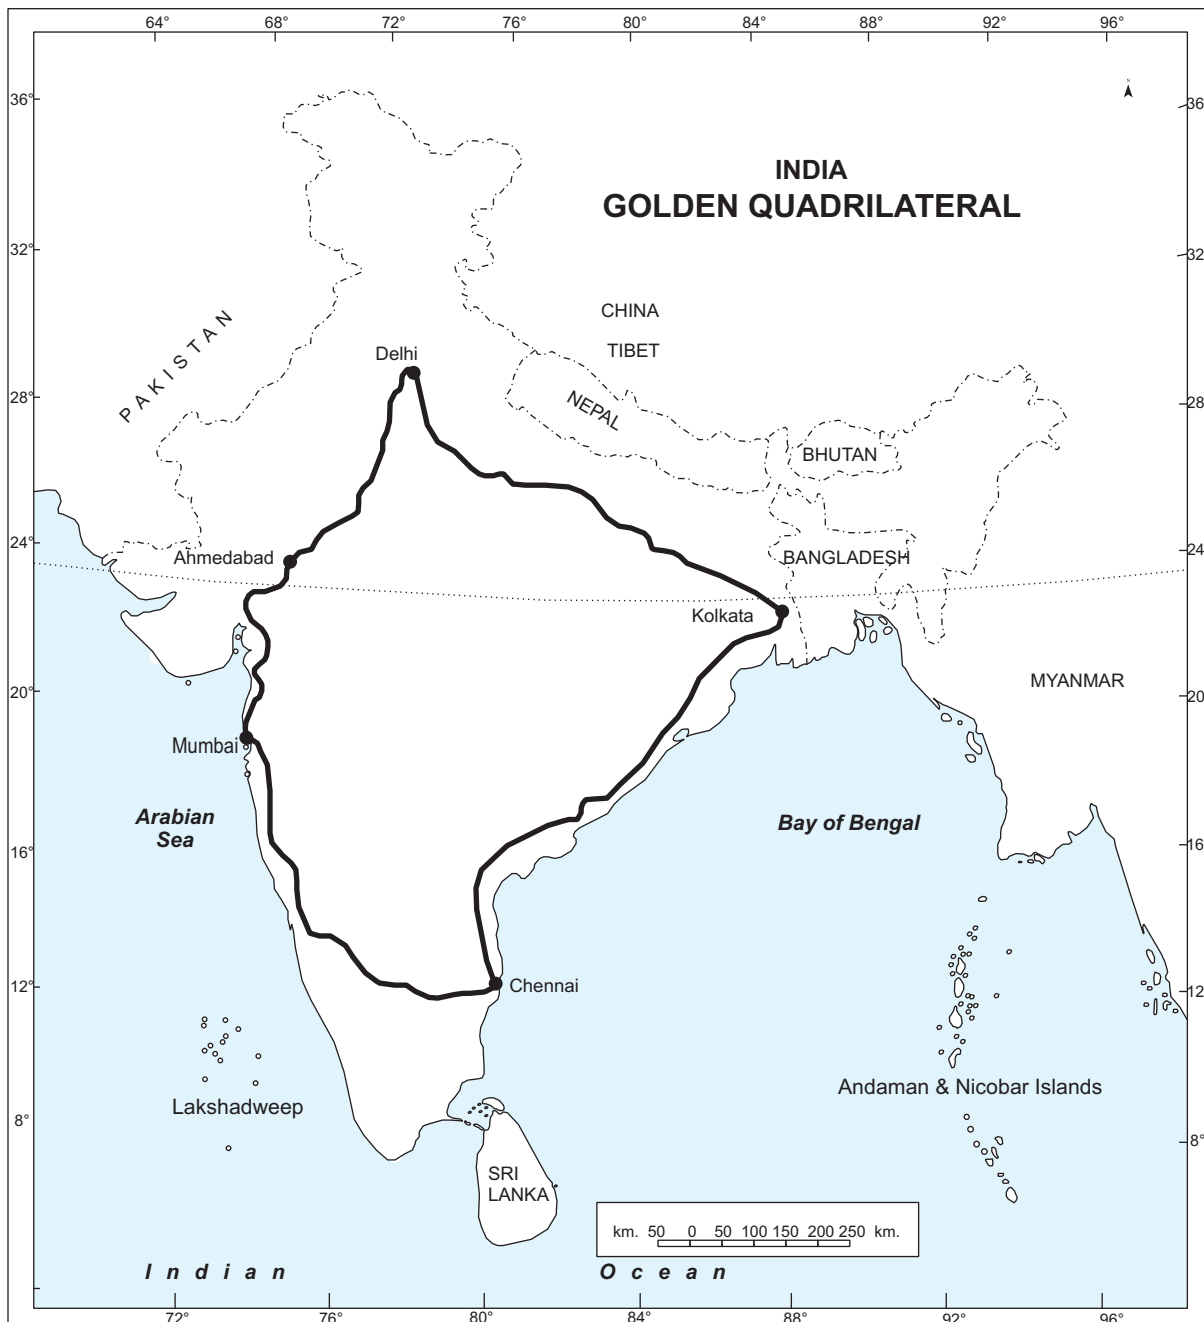 64° 68° 72° 76° 80° 84° 88° 92° 96°
N
36° 36
INDIA
GOLDEN QUADRILATERAL
32° 32
CHINA
PAKISTAN
TIBET
Delhi
28° 28
NEPAL
BHUTAN
24° 24
Ahmedabad
BANGLADESH
Kolkata
MYANMAR
20° 20
Mumbai
Arabian
Sea
Bay of Bengal
16° 16
Chennai
12° 12
Andaman & Nicobar Islands
Lakshadweep
8° 8°
SRI
LANKA
km. 50 0 50 100 150 200 250 km.
Indian Ocean
72° 76° 80° 84° 88° 92° 96°